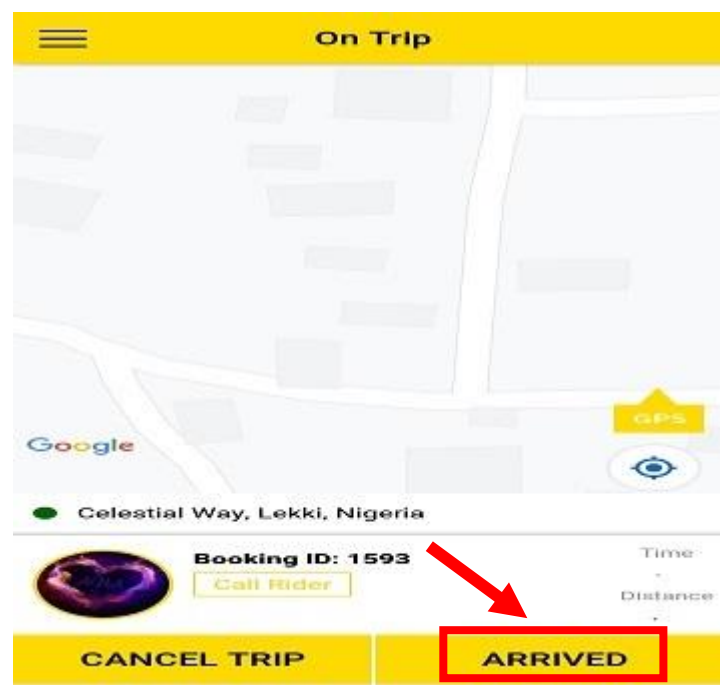 On Trip
GPS
Google
Celestial Way, Lekki, Nigeria
Booking ID: 1593
Call Rider
Time
Distance
CANCEL TRIP
ARRIVED